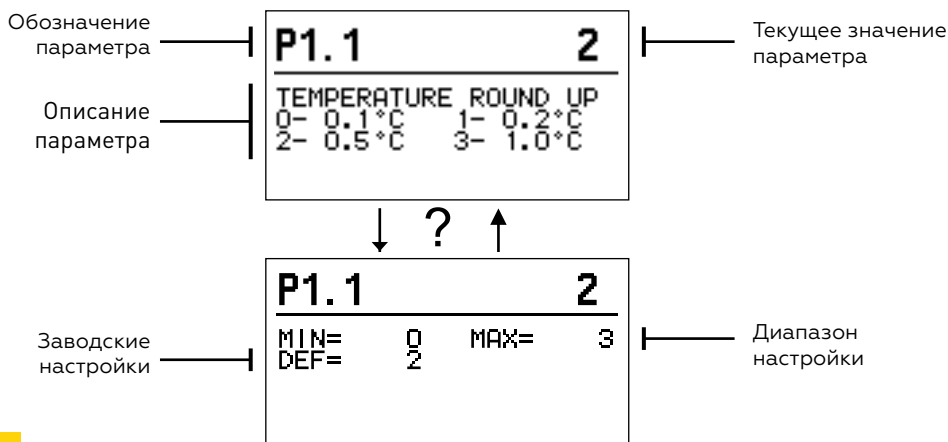 Обозначение
параметра
P1.1 2
Текущее значение
параметра
Описание
параметра
TEMPERATURE ROUND UP
0- 0.1°C 1- 0.2°C
2- 0.5°C 3- 1.0°C
?
P1.1 2
Заводские
настройки
MIN= 0 MAX= 3
DEF= 2
Диапазон
настройки